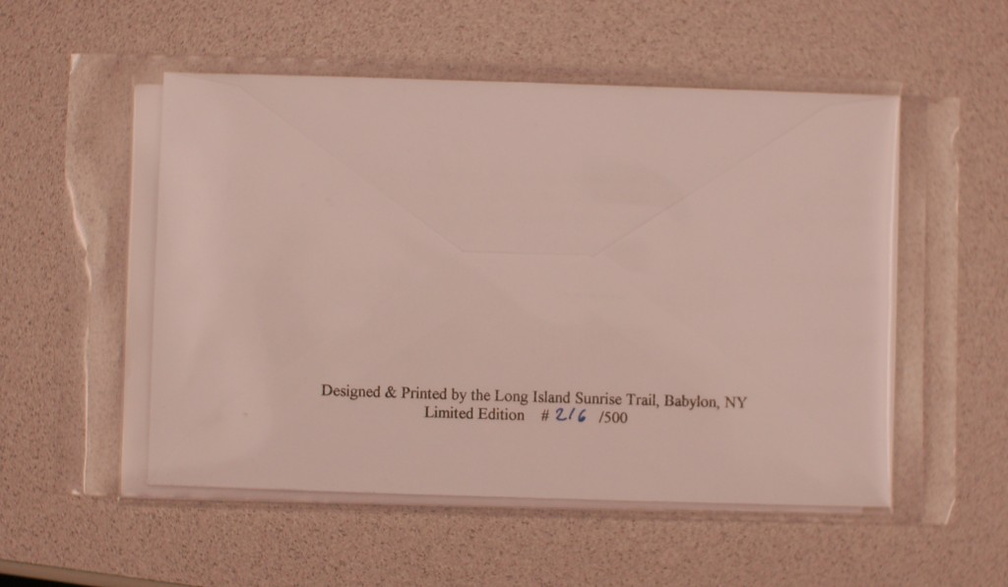 Designed & Printed by the Long Island Sunrise Trail, Babylon, NY
Limited Edition # 216 /500